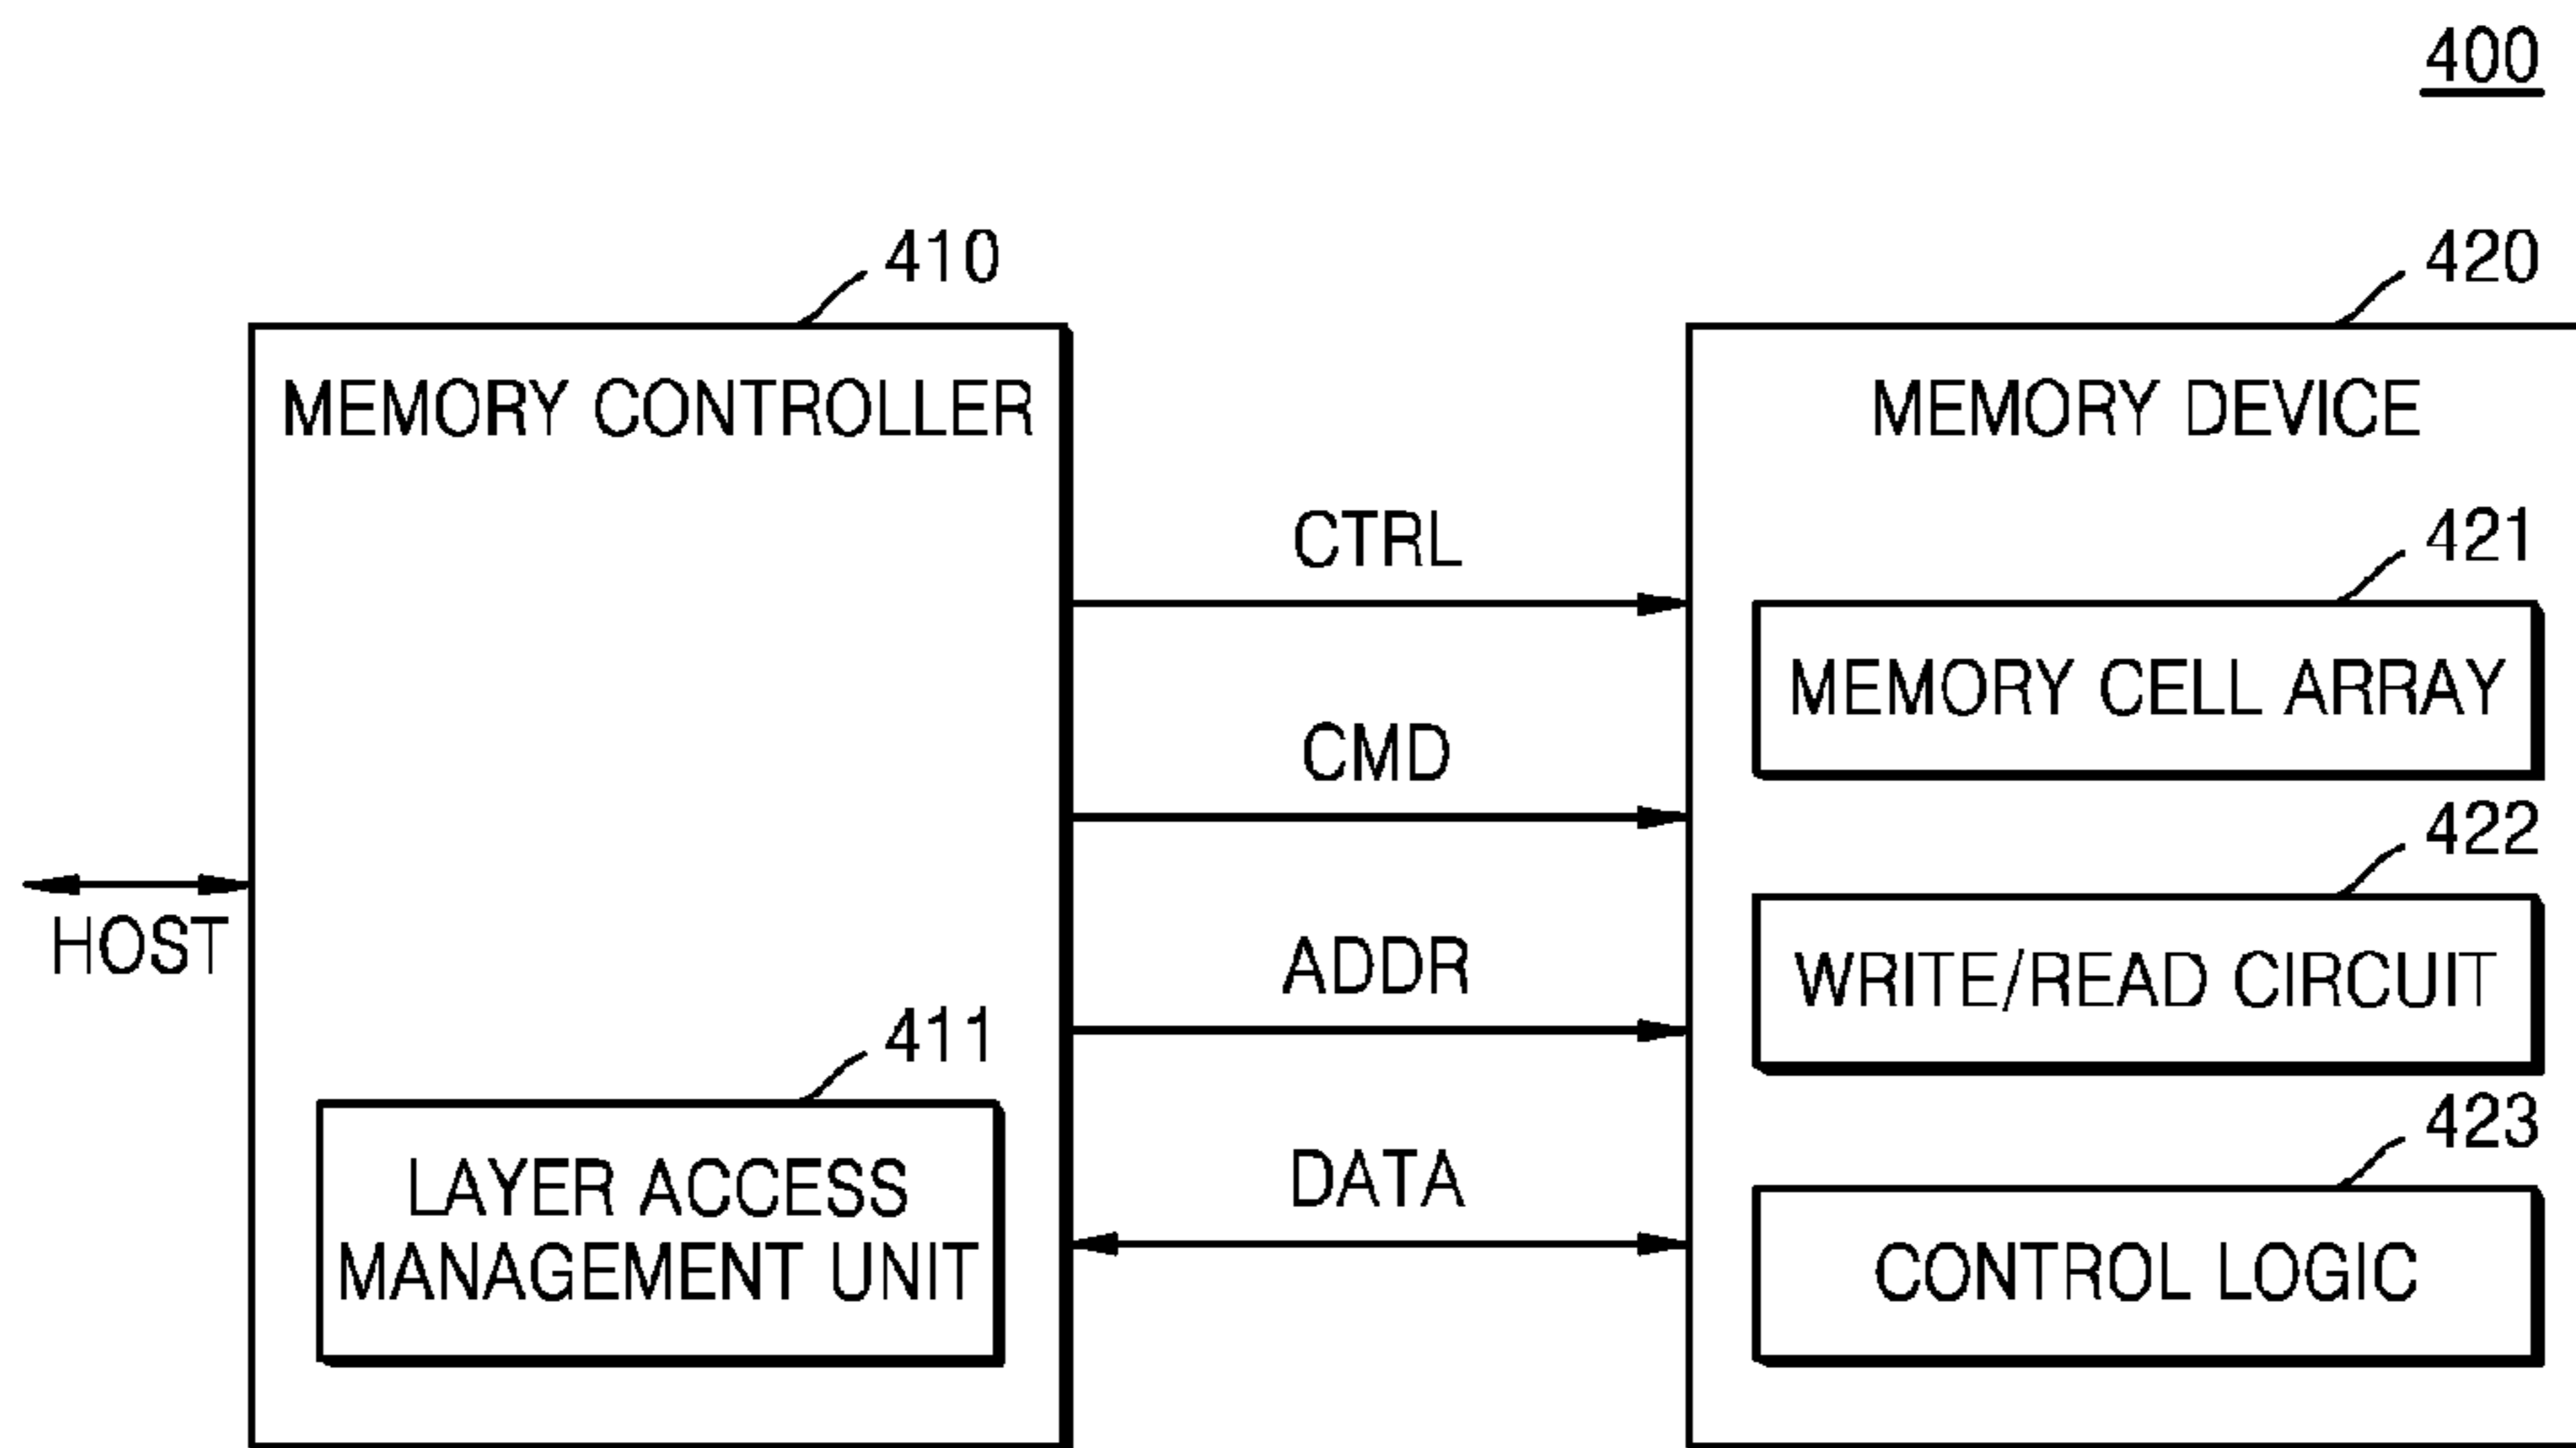 400
410
420
MEMORY CONTROLLER
MEMORY DEVICE
CTRL
421
MEMORY CELL ARRAY
CMD
422
HOST
ADDR
WRITE/READ CIRCUIT
411
423
LAYER ACCESS
MANAGEMENT UNIT
DATA
CONTROL LOGIC